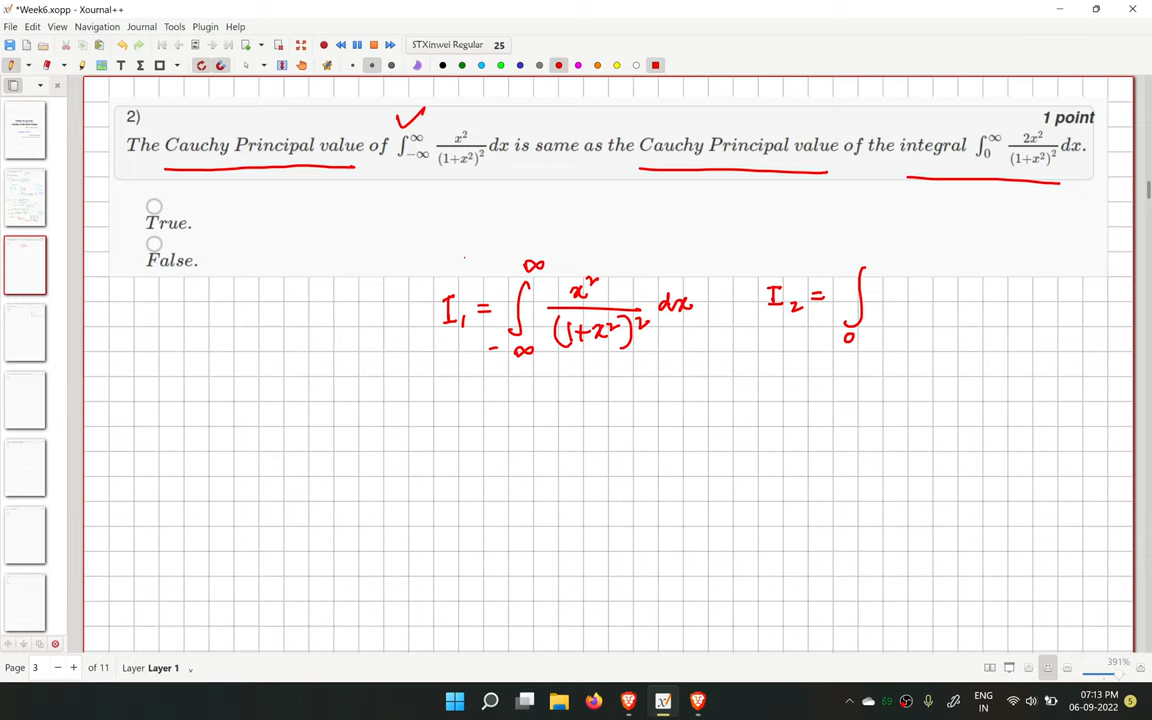 *Week6.xopp - Xournal++
File Edit View Navigation Journal Tools Plugin Help
STXinwei Regular 25
2) 1 point
The Cauchy Principal value of ∫_{-∞}^{∞} x²/(1+x²)² dx is same as the Cauchy Principal value of the integral ∫_0^∞ 2x²/(1+x²)² dx.
True.
False.
I₁ = ∫_{-∞}^{∞} x²/(1+x²)² dx I₂ = ∫_0
Page 3 of 11 Layer Layer 1 391%
69 ENG IN 07:13 PM 06-09-2022 5